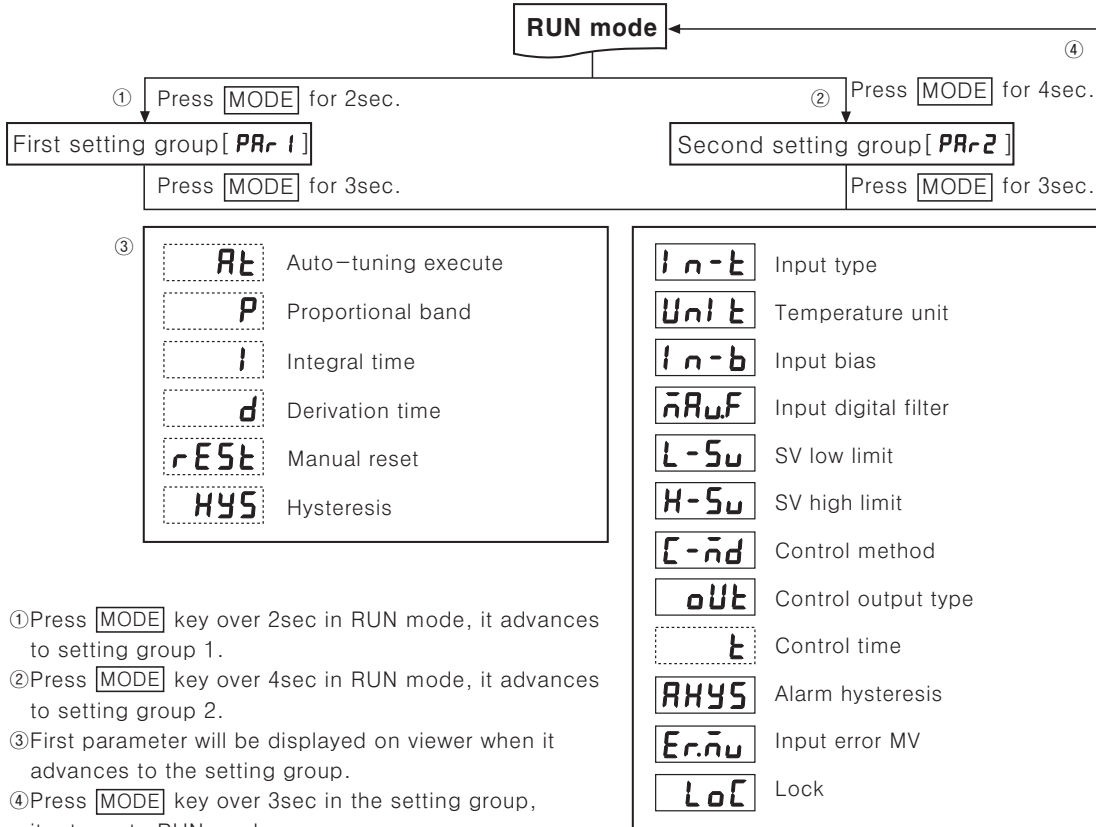 RUN mode
④
① Press MODE for 2sec.
② Press MODE for 4sec.
First setting group[ PAr1 ]
Second setting group[ PAr2 ]
Press MODE for 3sec.
Press MODE for 3sec.
③
At Auto-tuning execute
P Proportional band
I Integral time
d Derivation time
rESt Manual reset
HYS Hysteresis
In-t Input type
UnIt Temperature unit
In-b Input bias
mAu.F Input digital filter
L-Su SV low limit
H-Su SV high limit
C-md Control method
oUt Control output type
t Control time
AHYS Alarm hysteresis
Er.mu Input error MV
LoC Lock
①Press MODE key over 2sec in RUN mode, it advances
to setting group 1.
②Press MODE key over 4sec in RUN mode, it advances
to setting group 2.
③First parameter will be displayed on viewer when it
advances to the setting group.
④Press MODE key over 3sec in the setting group,